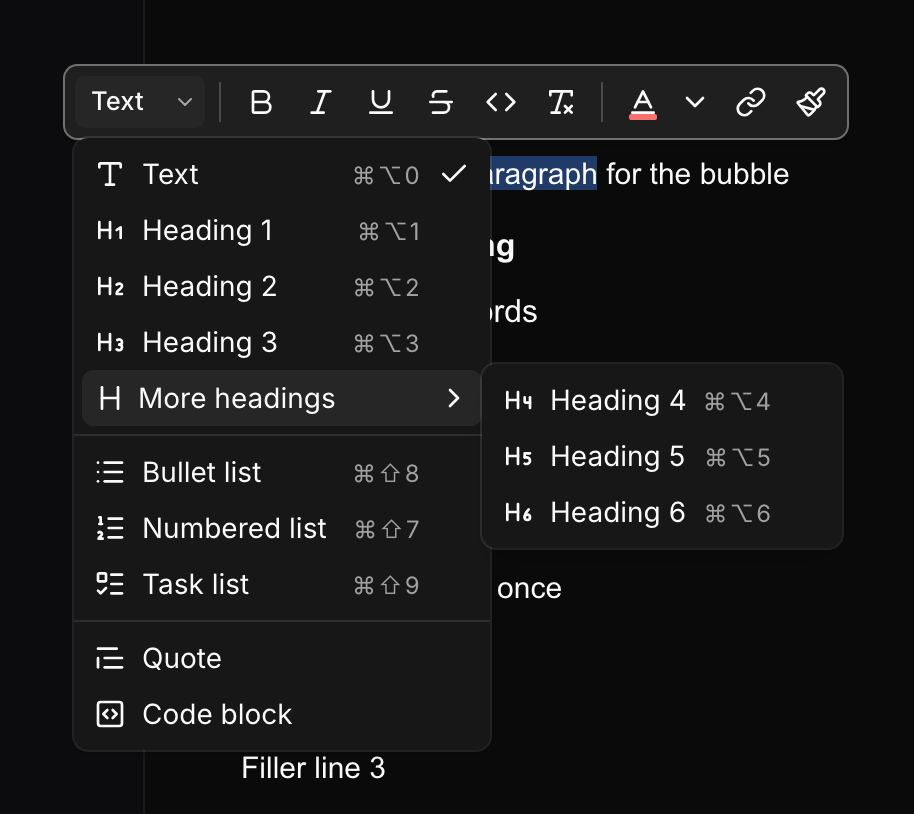 Text
Text ⌘⌥0
aragraph for the bubble
H1 Heading 1 ⌘⌥1
ng
H2 Heading 2 ⌘⌥2
ords
H3 Heading 3 ⌘⌥3
H More headings
H4 Heading 4 ⌘⌥4
H5 Heading 5 ⌘⌥5
H6 Heading 6 ⌘⌥6
Bullet list ⌘⇧8
Numbered list ⌘⇧7
Task list ⌘⇧9
once
Quote
Code block
Filler line 3